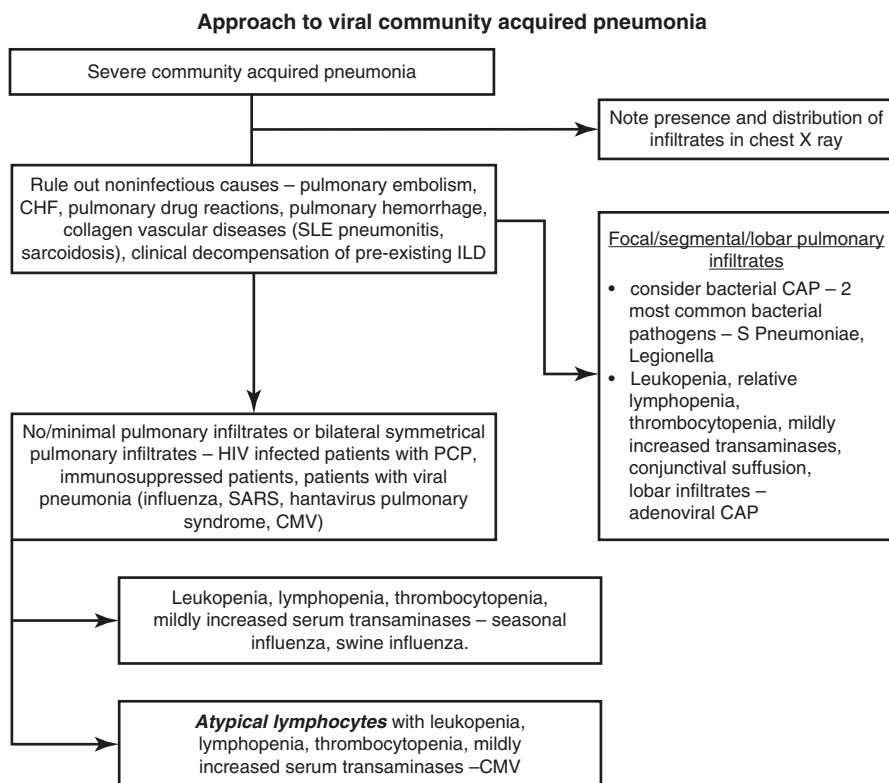 Approach to viral community acquired pneumonia
Severe community acquired pneumonia
Note presence and distribution of
infiltrates in chest X ray
Rule out noninfectious causes – pulmonary embolism,
CHF, pulmonary drug reactions, pulmonary hemorrhage,
collagen vascular diseases (SLE pneumonitis,
sarcoidosis), clinical decompensation of pre-existing ILD
Focal/segmental/lobar pulmonary
infiltrates
• consider bacterial CAP – 2
most common bacterial
pathogens – S Pneumoniae,
Legionella
• Leukopenia, relative
lymphopenia,
thrombocytopenia, mildly
increased transaminases,
conjunctival suffusion,
lobar infiltrates –
adenoviral CAP
No/minimal pulmonary infiltrates or bilateral symmetrical
pulmonary infiltrates – HIV infected patients with PCP,
immunosuppressed patients, patients with viral
pneumonia (influenza, SARS, hantavirus pulmonary
syndrome, CMV)
Leukopenia, lymphopenia, thrombocytopenia,
mildly increased serum transaminases – seasonal
influenza, swine influenza.
Atypical lymphocytes with leukopenia,
lymphopenia, thrombocytopenia, mildly
increased serum transaminases –CMV